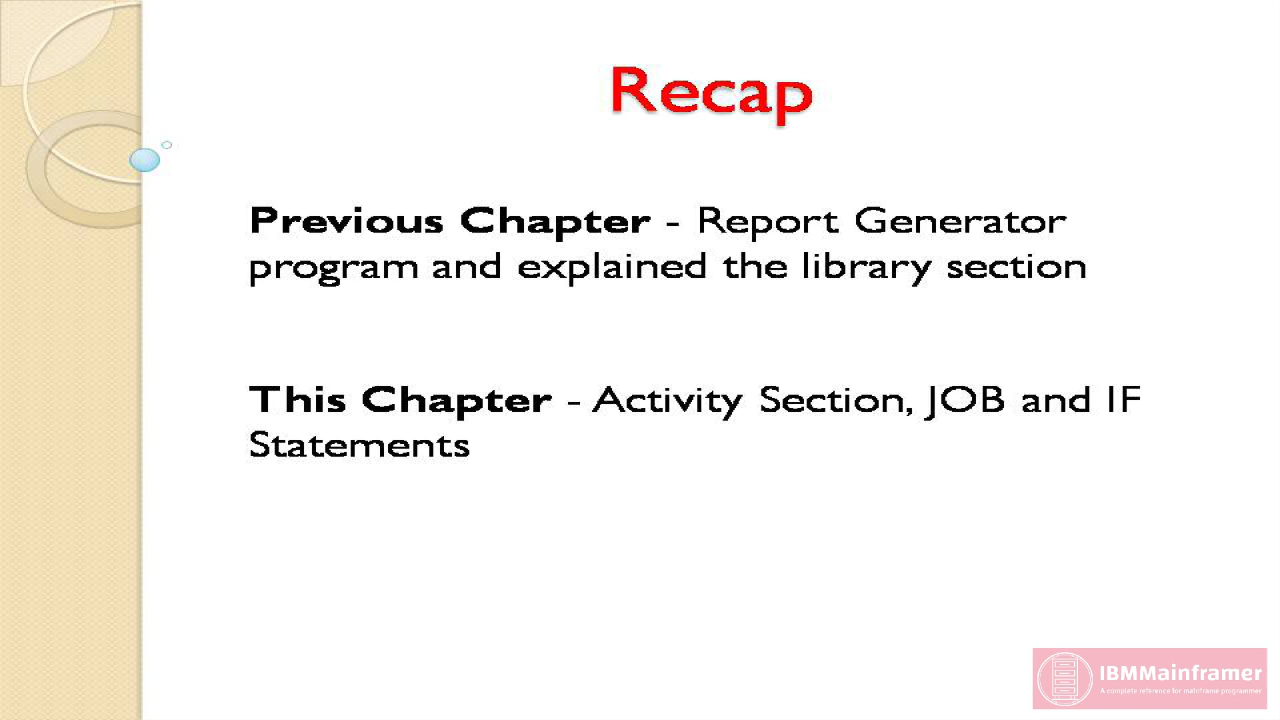 Recap
Previous Chapter - Report Generator
program and explained the library section
This Chapter - Activity Section, JOB and IF
Statements
IBMMainframer
A complete reference for mainframe programmer